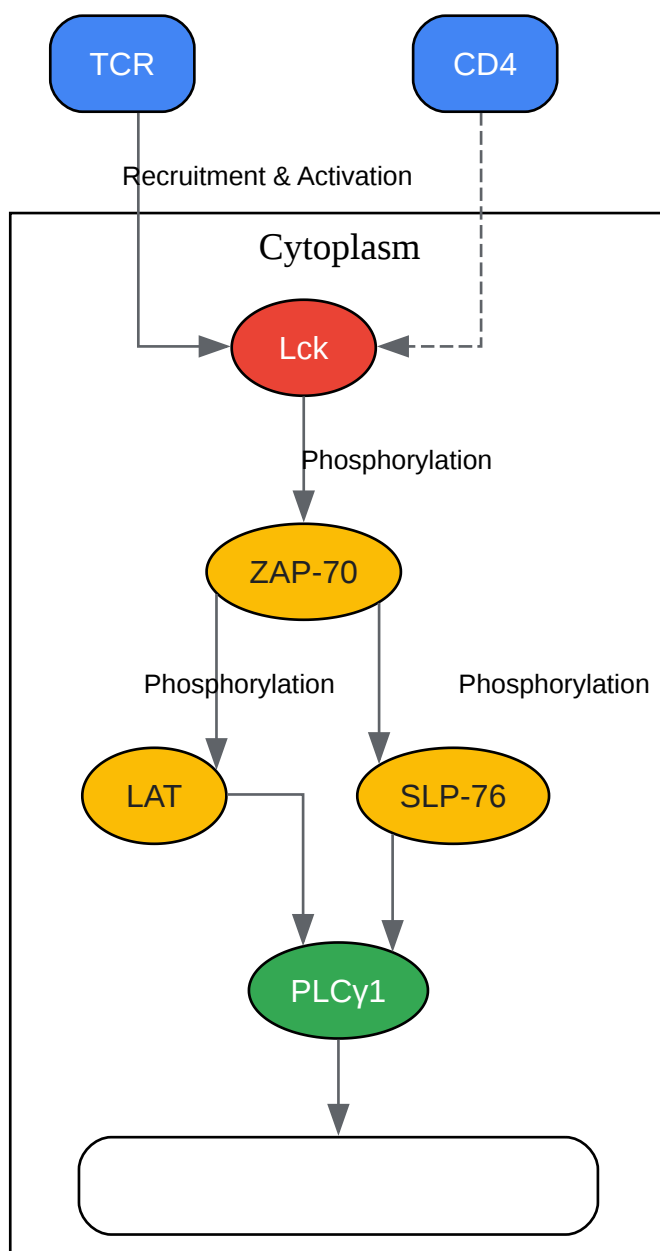 TCR
CD4
Recruitment & Activation
Cytoplasm
Lck
Phosphorylation
ZAP-70
Phosphorylation
Phosphorylation
LAT
SLP-76
PLCγ1